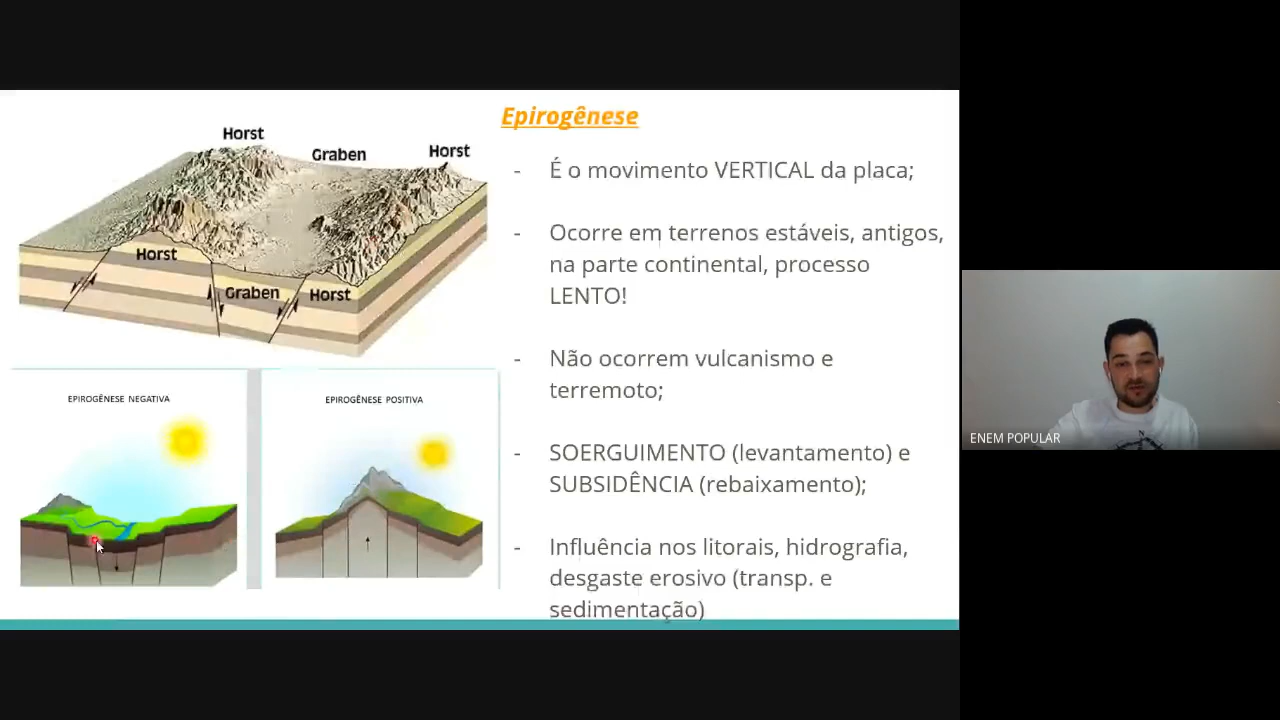 Horst
Graben
Horst
Horst
Graben
Horst
EPIROGÊNESE NEGATIVA
EPIROGÊNESE POSITIVA
Epirogênese
- É o movimento VERTICAL da placa;
- Ocorre em terrenos estáveis, antigos,
na parte continental, processo
LENTO!
- Não ocorrem vulcanismo e
terremoto;
- SOERGUIMENTO (levantamento) e
SUBSIDÊNCIA (rebaixamento);
- Influência nos litorais, hidrografia,
desgaste erosivo (transp. e
sedimentação)
ENEM POPULAR
N